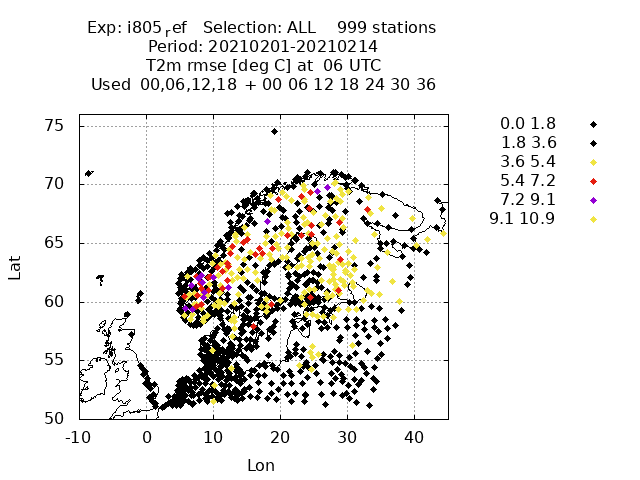 Exp: i805ref   Selection: ALL    999 stations
Period: 20210201-20210214
T2m rmse [deg C] at  06 UTC
Used  00,06,12,18  + 00 06 12 18 24 30 36
0.0 1.8
1.8 3.6
3.6 5.4
5.4 7.2
7.2 9.1
9.1 10.9
75
70
65
60
55
50
Lat
-10 0 10 20 30 40
Lon